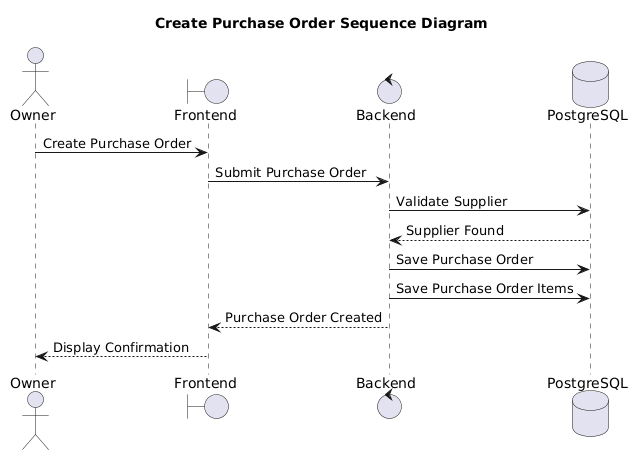 Create Purchase Order Sequence Diagram
Owner
Frontend
Backend
PostgreSQL
Create Purchase Order
Submit Purchase Order
Validate Supplier
Supplier Found
Save Purchase Order
Save Purchase Order Items
Purchase Order Created
Display Confirmation
Owner
Frontend
Backend
PostgreSQL